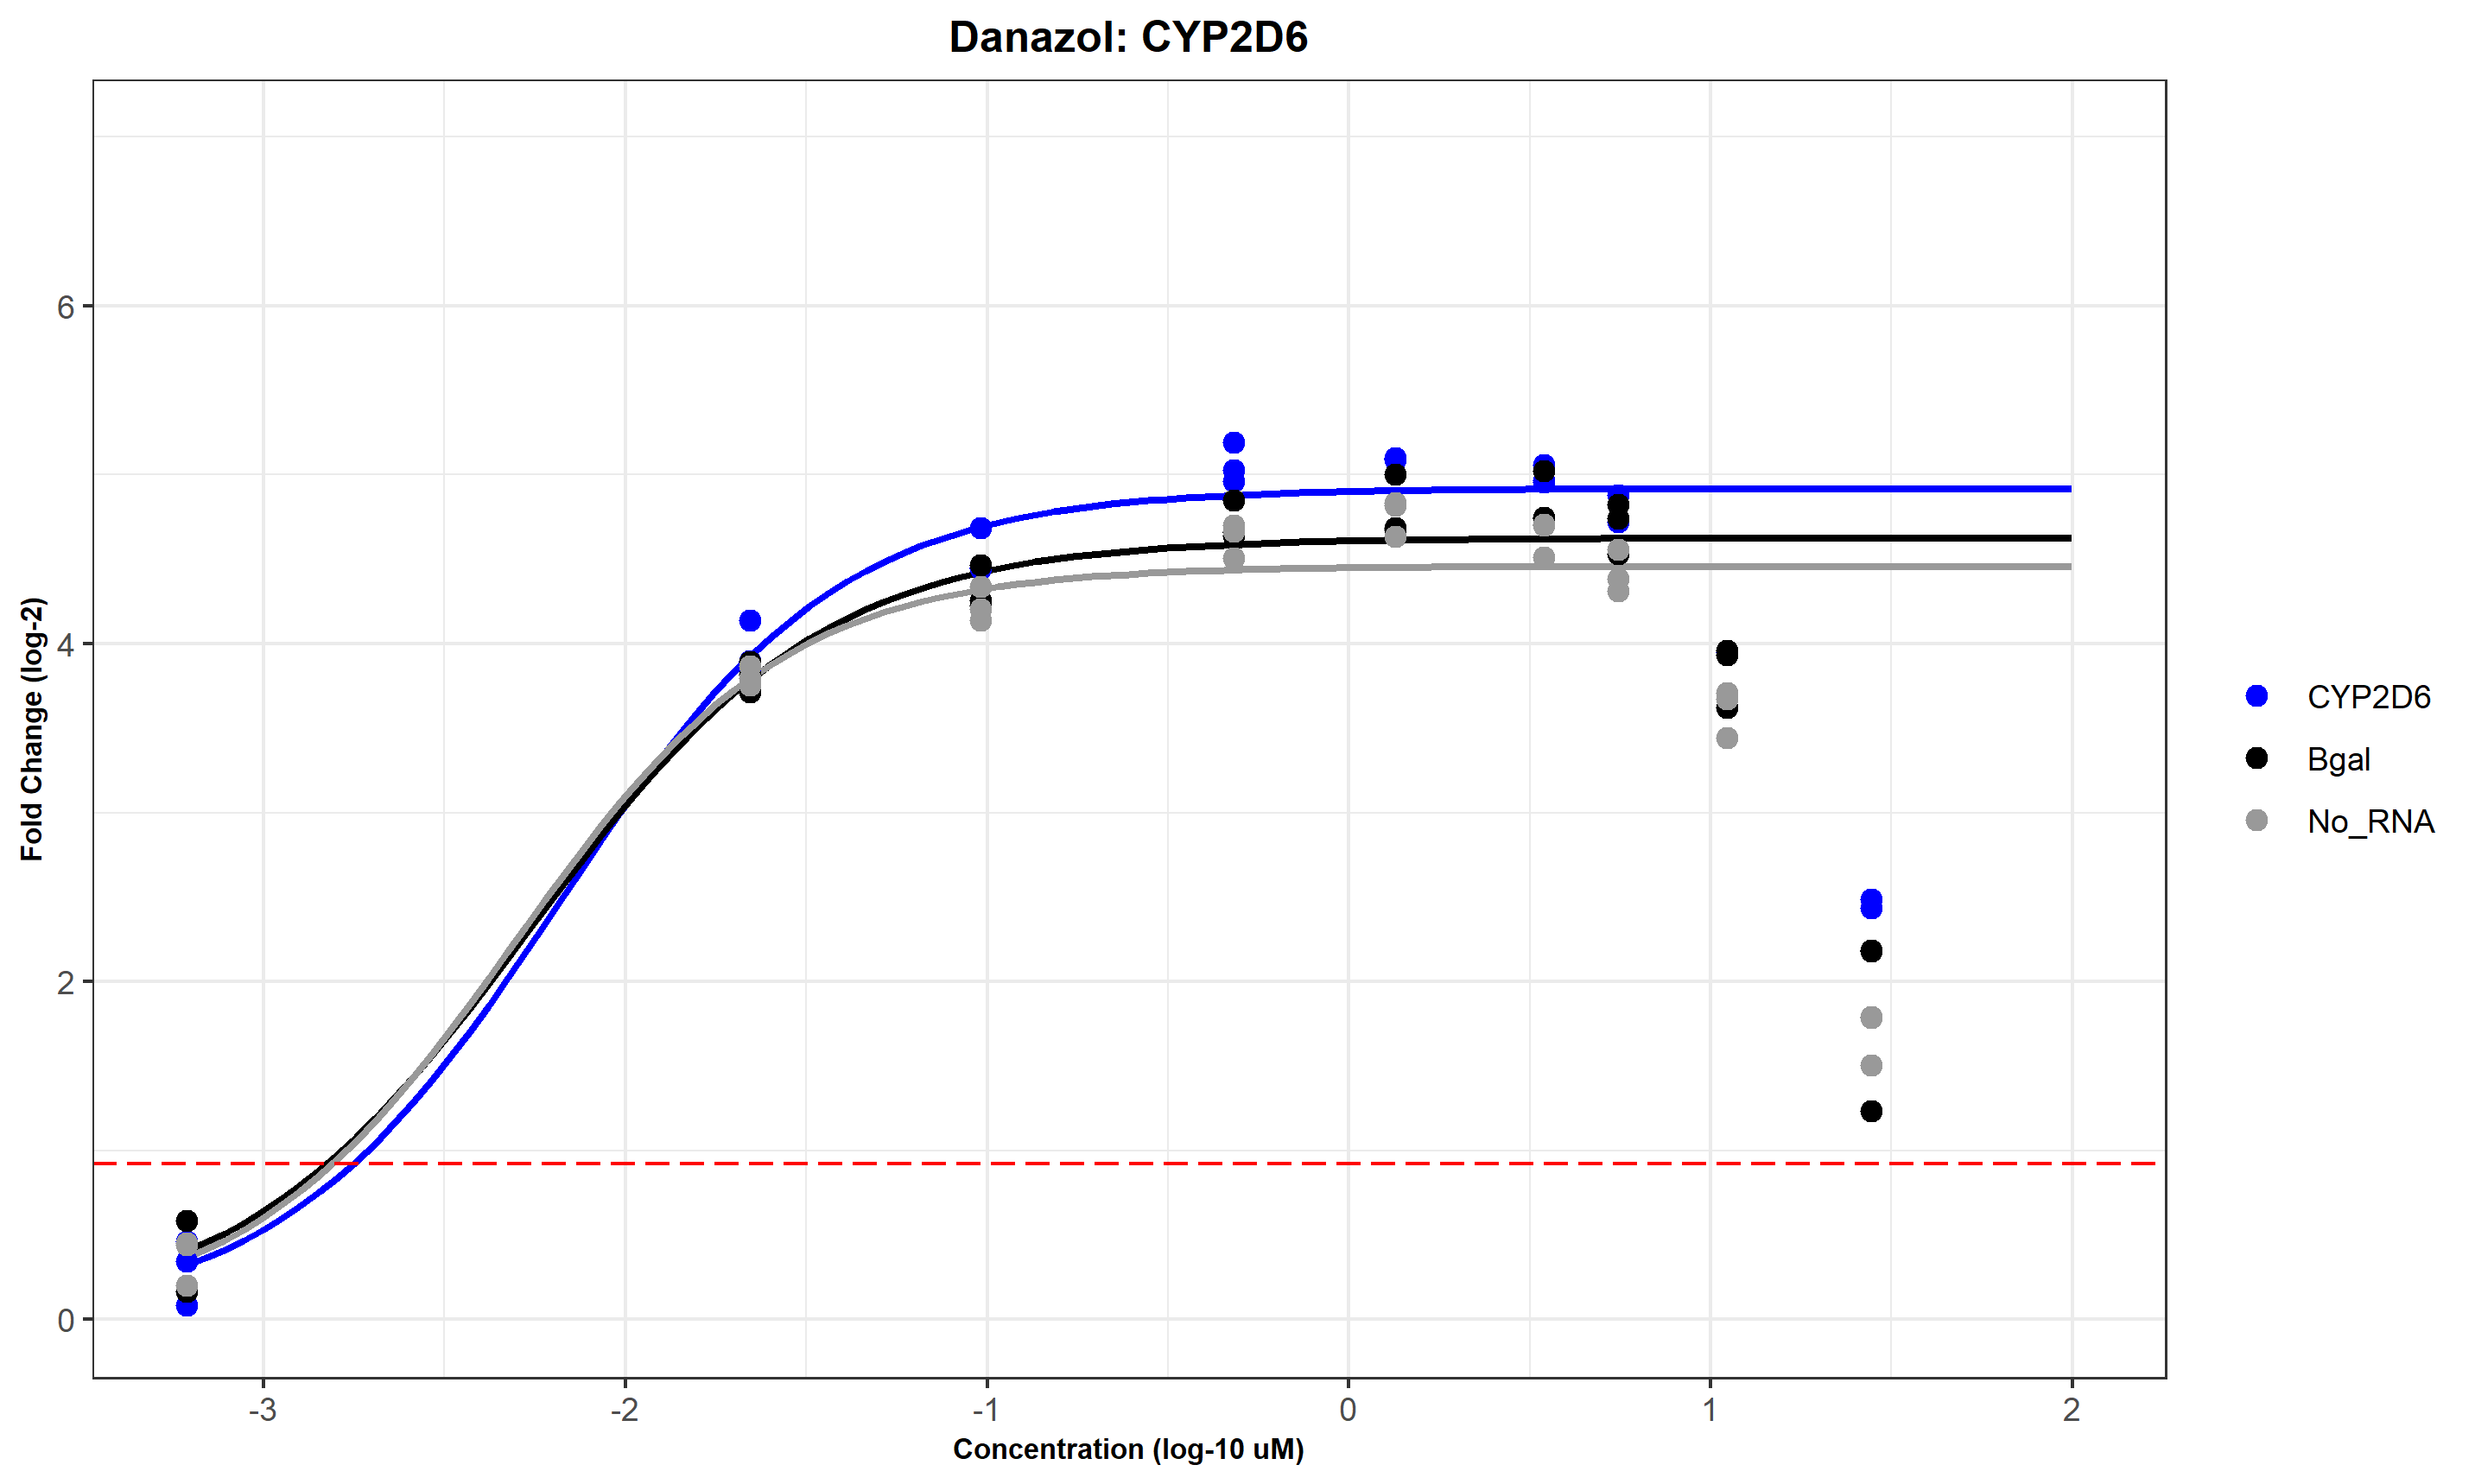 Danazol: CYP2D6
Fold Change (log-2)
6
4
2
0
-3
-2
-1
0
1
2
Concentration (log-10 uM)
CYP2D6
Bgal
No_RNA